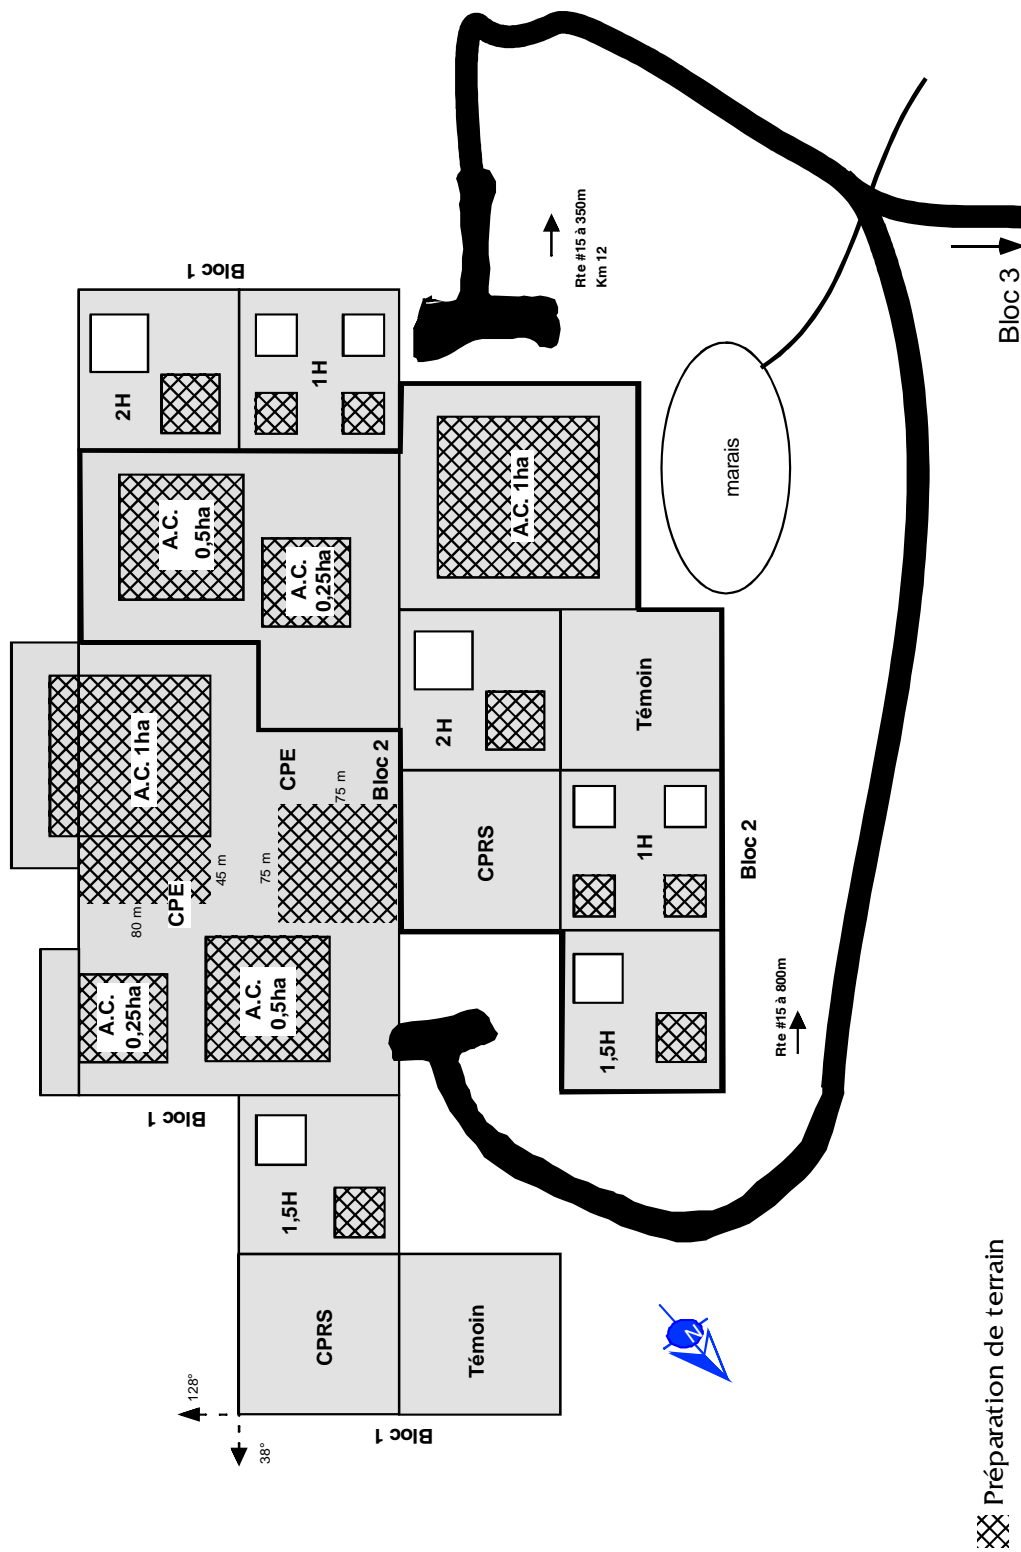 Bloc 1
2H
1H
Rte #15 à 350m
Km 12
Bloc 3
A.C.
0,5ha
A.C.
0,25ha
A.C. 1ha
marais
A.C. 1ha
2H
Témoin
CPE
75 m
Bloc 2
CPRS
1H
Bloc 2
75 m
45 m
CPE
80 m
A.C.
0,25ha
A.C.
0,5ha
1,5H
Rte #15 à 800m
Bloc 1
1,5H
CPRS
Témoin
N
128°
38°
Bloc 1
Préparation de terrain